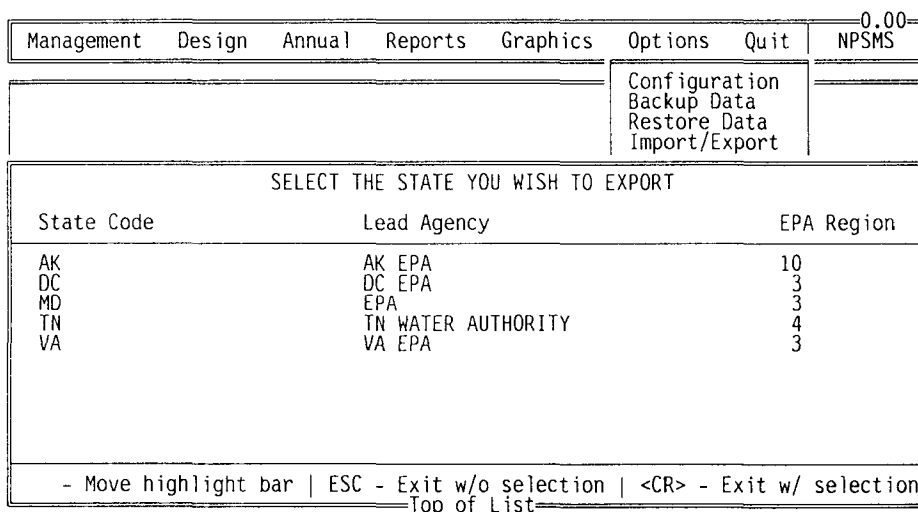 0.00
Management Design Annual Reports Graphics Options Quit NPSMS
Configuration
Backup Data
Restore Data
Import/Export
SELECT THE STATE YOU WISH TO EXPORT
State Code Lead Agency EPA Region
AK AK EPA 10
DC DC EPA 3
MD EPA 3
TN TN WATER AUTHORITY 4
VA VA EPA 3
- Move highlight bar | ESC - Exit w/o selection | <CR> - Exit w/ selection
Top of List